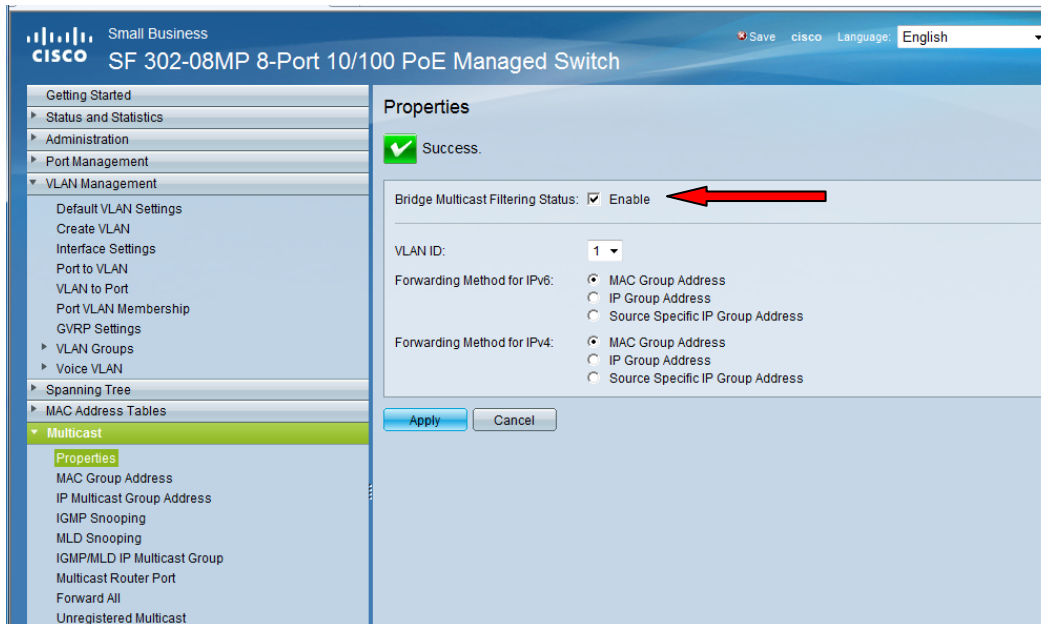 Small Business
CISCO SF 302-08MP 8-Port 10/100 PoE Managed Switch
Save cisco Language: English
Getting Started
Status and Statistics
Administration
Port Management
VLAN Management
Default VLAN Settings
Create VLAN
Interface Settings
Port to VLAN
VLAN to Port
Port VLAN Membership
GVRP Settings
VLAN Groups
Voice VLAN
Spanning Tree
MAC Address Tables
Multicast
Properties
MAC Group Address
IP Multicast Group Address
IGMP Snooping
MLD Snooping
IGMP/MLD IP Multicast Group
Multicast Router Port
Forward All
Unregistered Multicast
Properties
Success.
Bridge Multicast Filtering Status: Enable
VLAN ID: 1
Forwarding Method for IPv6: MAC Group Address
IP Group Address
Source Specific IP Group Address
Forwarding Method for IPv4: MAC Group Address
IP Group Address
Source Specific IP Group Address
Apply Cancel